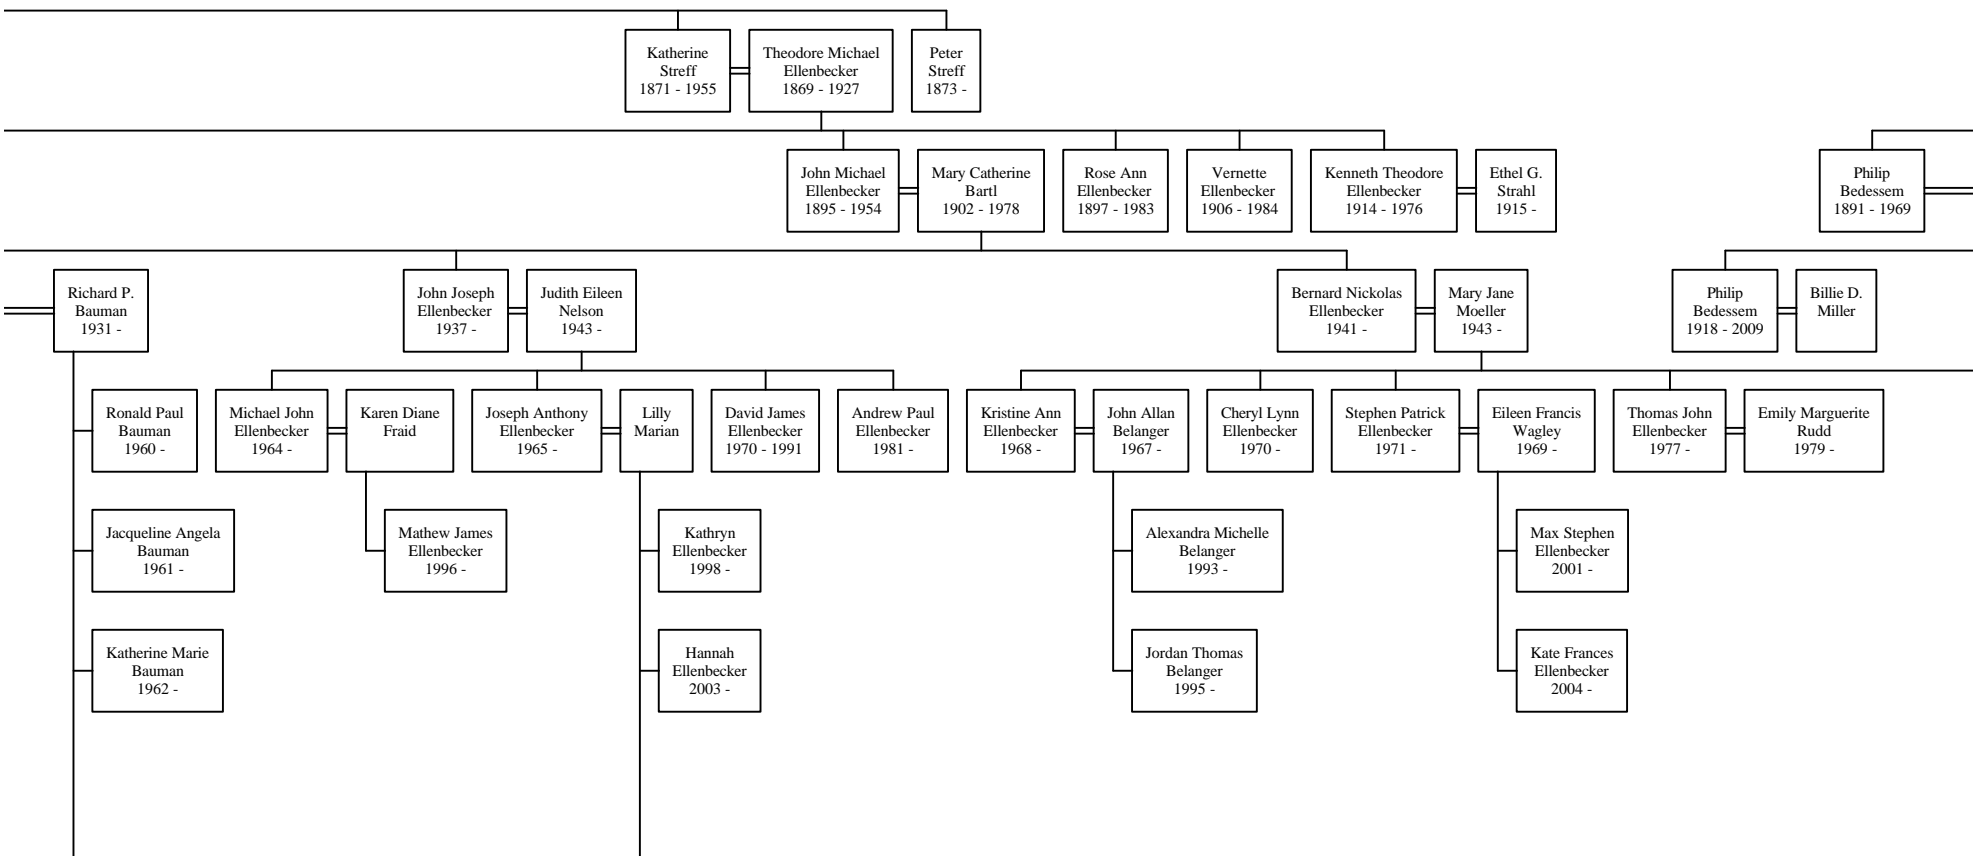 Katherine
Streff
1871 - 1955
Theodore Michael
Ellenbecker
1869 - 1927
Peter
Streff
1873 -
John Michael
Ellenbecker
1895 - 1954
Mary Catherine
Bartl
1902 - 1978
Rose Ann
Ellenbecker
1897 - 1983
Vernette
Ellenbecker
1906 - 1984
Kenneth Theodore
Ellenbecker
1914 - 1976
Ethel G.
Strahl
1915 -
Philip
Bedessem
1891 - 1969
Richard P.
Bauman
1931 -
John Joseph
Ellenbecker
1937 -
Judith Eileen
Nelson
1943 -
Bernard Nickolas
Ellenbecker
1941 -
Mary Jane
Moeller
1943 -
Philip
Bedessem
1918 - 2009
Billie D.
Miller
Ronald Paul
Bauman
1960 -
Michael John
Ellenbecker
1964 -
Karen Diane
Fraid
Joseph Anthony
Ellenbecker
1965 -
Lilly
Marian
David James
Ellenbecker
1970 - 1991
Andrew Paul
Ellenbecker
1981 -
Kristine Ann
Ellenbecker
1968 -
John Allan
Belanger
1967 -
Cheryl Lynn
Ellenbecker
1970 -
Stephen Patrick
Ellenbecker
1971 -
Eileen Francis
Wagley
1969 -
Thomas John
Ellenbecker
1977 -
Emily Marguerite
Rudd
1979 -
Jacqueline Angela
Bauman
1961 -
Mathew James
Ellenbecker
1996 -
Kathryn
Ellenbecker
1998 -
Alexandra Michelle
Belanger
1993 -
Max Stephen
Ellenbecker
2001 -
Katherine Marie
Bauman
1962 -
Hannah
Ellenbecker
2003 -
Jordan Thomas
Belanger
1995 -
Kate Frances
Ellenbecker
2004 -